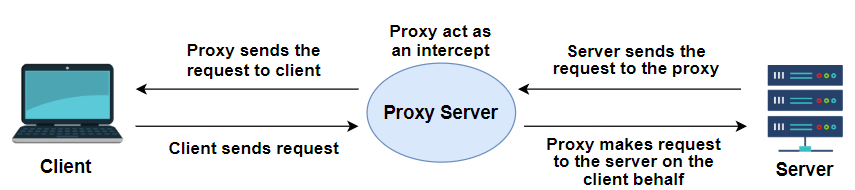 Proxy act as
an intercept
Proxy sends the
request to client
Server sends the
request to the proxy
Proxy Server
Client sends request
Proxy makes request
to the server on the
client behalf
Client
Server